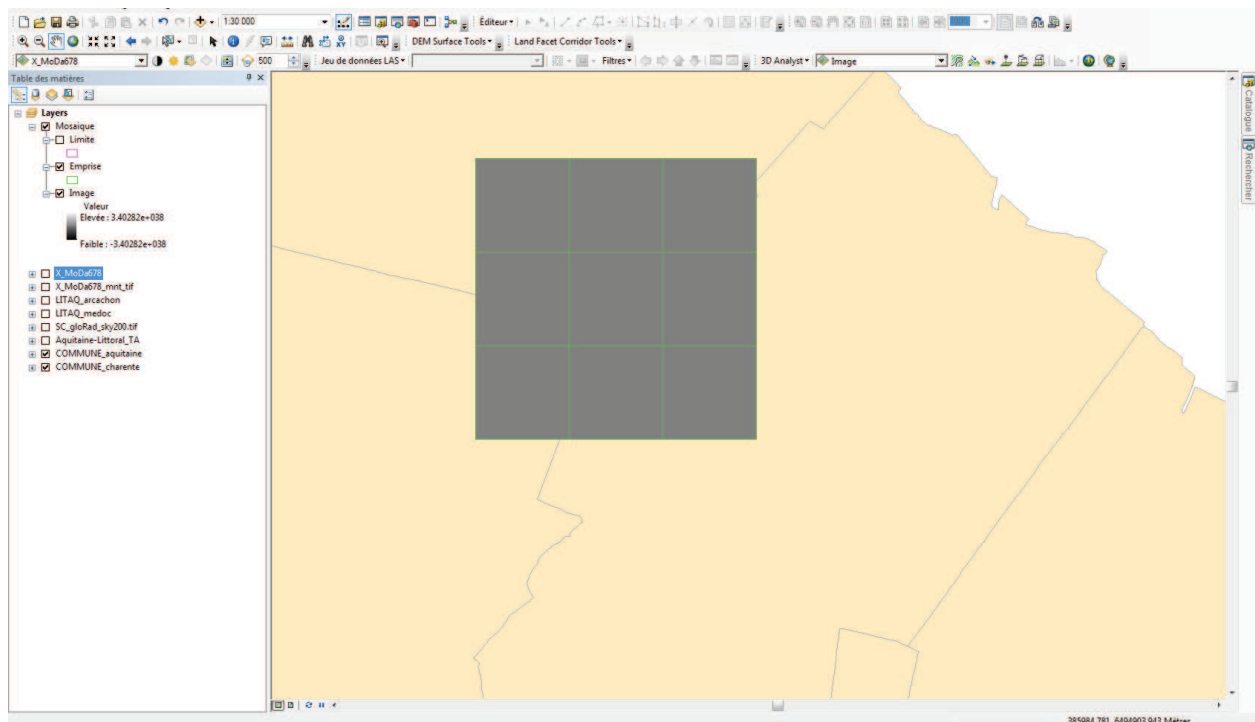 1:30 000
Éditeur
DEM Surface Tools
Land Facet Corridor Tools
X_MoDa678
500
Jeu de données LAS
Filtres
3D Analyst
Image
Table des matières
Catalogue
Rechercher
Layers
Mosaique
Limite
Emprise
Image
Valeur
Elevée : 3.40282e+038
Faible : -3.40282e+038
X_MoDa678
X_MoDa678_mnt_tif
LITAQ_arcachon
LITAQ_medoc
SC_gloRad_sky200.tif
Aquitaine-Littoral_TA
COMMUNE_aquitaine
COMMUNE_charente
385984,781 6494903,943 Mètres